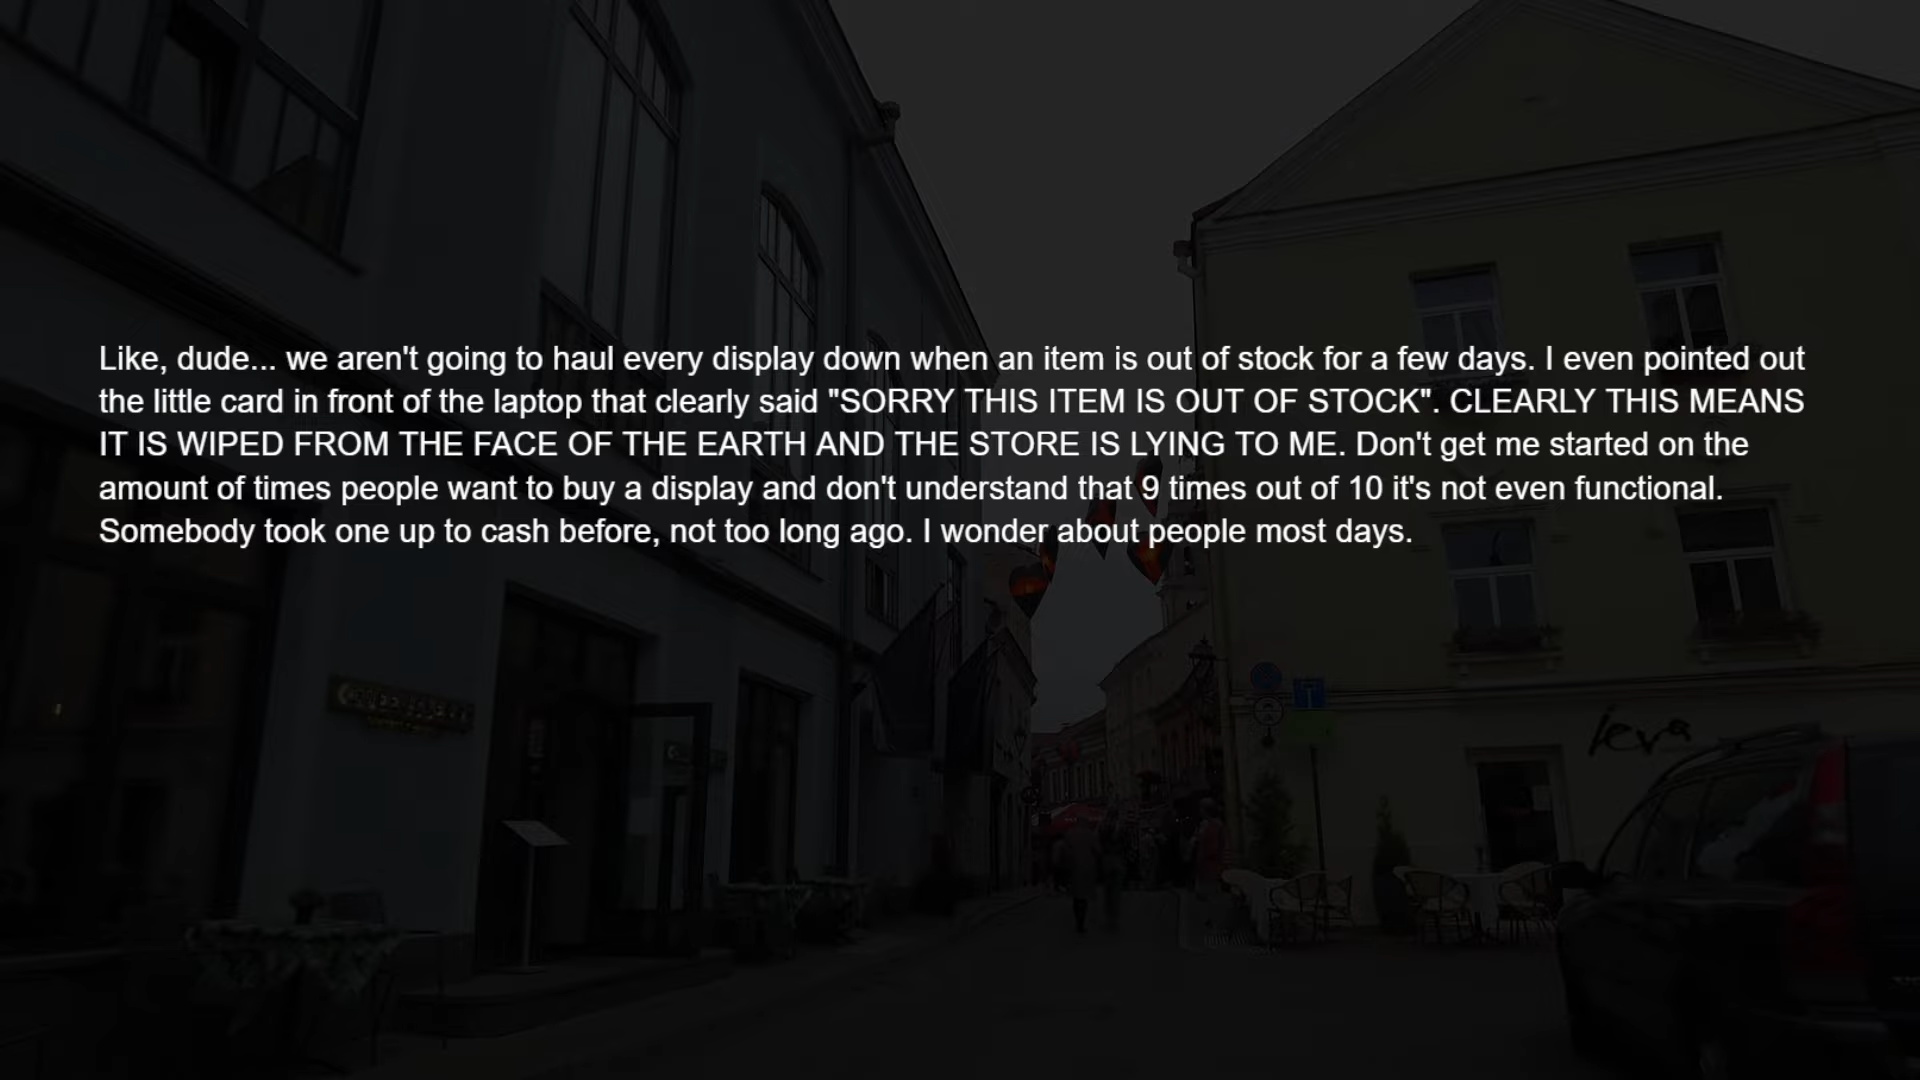 Like, dude... we aren't going to haul every display down when an item is out of stock for a few days. I even pointed out
the little card in front of the laptop that clearly said "SORRY THIS ITEM IS OUT OF STOCK". CLEARLY THIS MEANS
IT IS WIPED FROM THE FACE OF THE EARTH AND THE STORE IS LYING TO ME. Don't get me started on the
amount of times people want to buy a display and don't understand that 9 times out of 10 it's not even functional.
Somebody took one up to cash before, not too long ago. I wonder about people most days.
Ieva